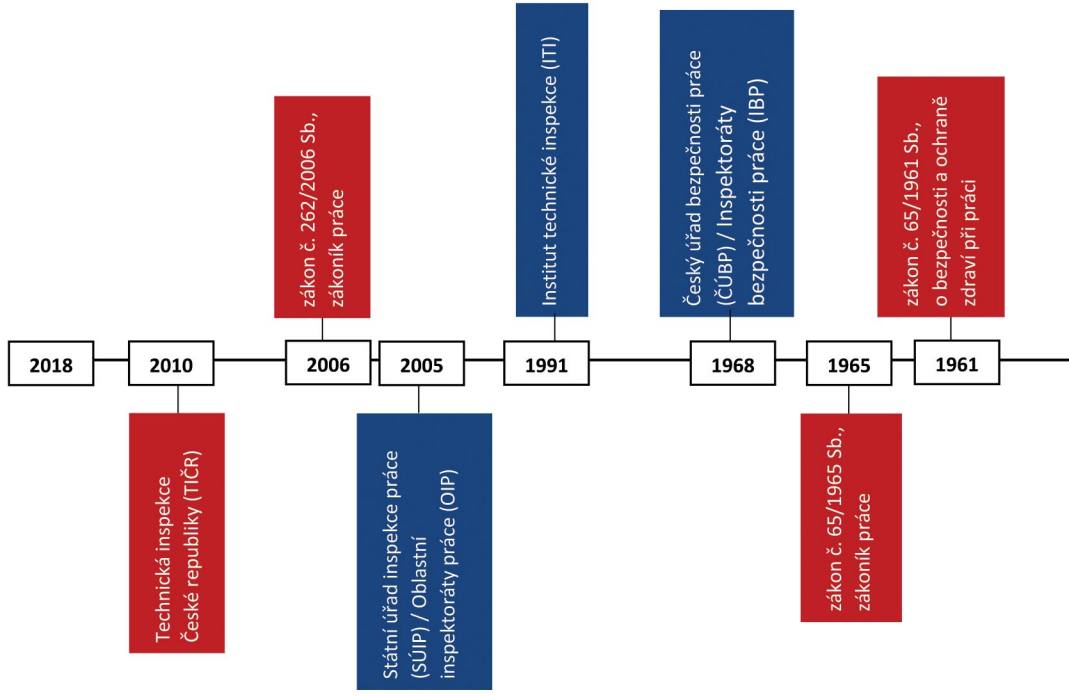 zákon č. 262/2006 Sb.,
zákoník práce
Institut technické inspekce (ITI)
Český úřad bezpečnosti práce
(ČÚBP) / Inspektoráty
bezpečnosti práce (IBP)
zákon č. 65/1961 Sb.,
o bezpečnosti a ochraně
zdraví při práci
2018
2010
2006
2005
1991
1968
1965
1961
Technická inspekce
České republiky (TIČR)
Státní úřad inspekce práce
(SÚIP) / Oblastní
inspektoráty práce (OIP)
zákon č. 65/1965 Sb.,
zákoník práce